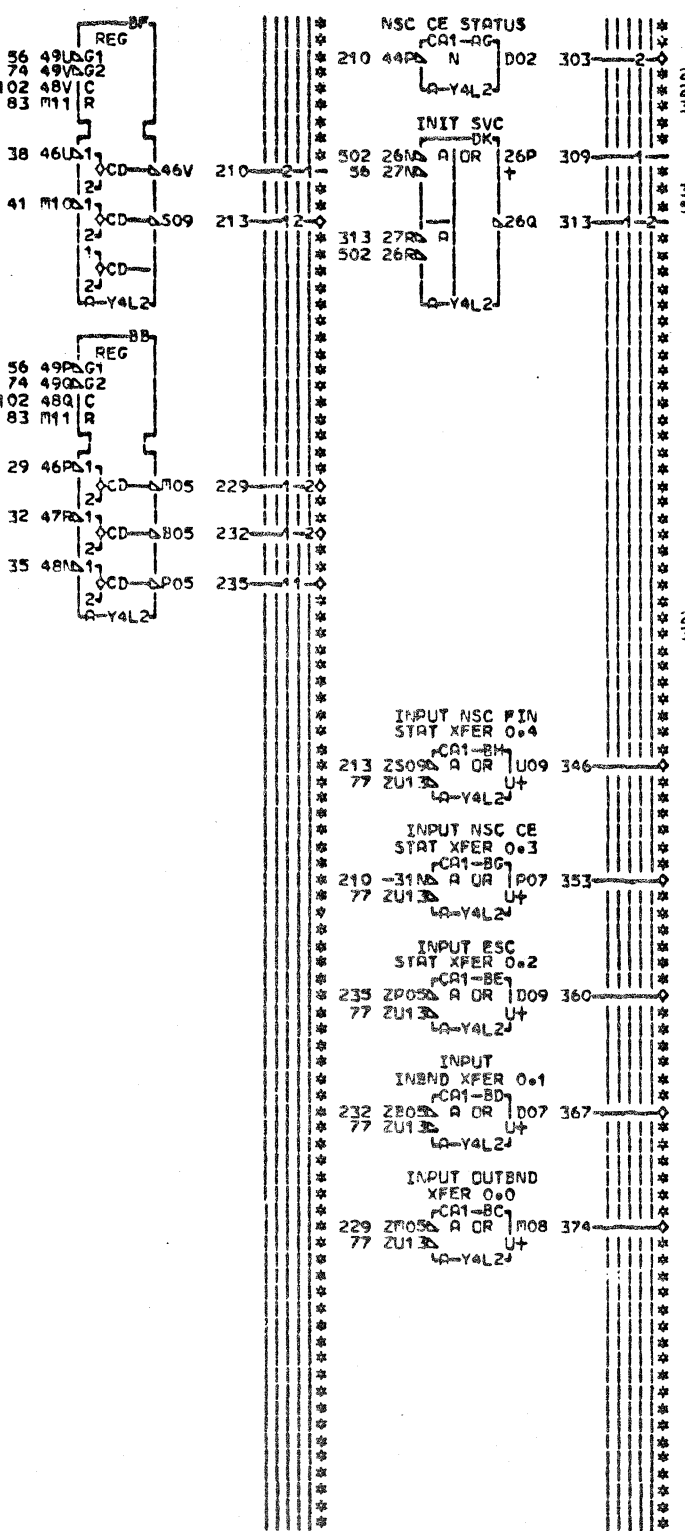 BF
REG
56 49U G1
74 49V G2
102 48V C
83 M11 R
38 46U 1
CD 46V 210 2 1
2
41 M10 1
CD S09 213 1 2
2
1
CD
2
A-Y4L2
BB
REG
56 49P G1
74 49Q G2
102 48Q C
83 M11 R
29 46P 1
CD M05 229 1 2
2
32 47R 1
CD B05 232 1 2
2
35 48N 1
CD P05 235 1 1
2
A-Y4L2
NSC CE STATUS
CA1-AG
210 44P N D02 303 2
A-Y4L2
INIT SVC
DK
502 26N A OR 26P 309 1
56 27N +
26Q 313 1 2
313 27R A
502 26R
A-Y4L2
INPUT NSC FIN
STAT XFER 0.4
CA1-BH
213 ZS09 A OR U09 346
77 ZU13 U+
A-Y4L2
INPUT NSC CE
STAT XFER 0.3
CA1-BG
210 -31N A OR P07 353
77 ZU13 U+
A-Y4L2
INPUT ESC
STAT XFER 0.2
CA1-BE
235 ZP05 A OR D09 360
77 ZU13 U+
A-Y4L2
INPUT
INBND XFER 0.1
CA1-BD
232 ZB05 A OR D07 367
77 ZU13 U+
A-Y4L2
INPUT OUTBND
XFER 0.0
CA1-BC
229 ZM05 A OR M08 374
77 ZU13 U+
A-Y4L2